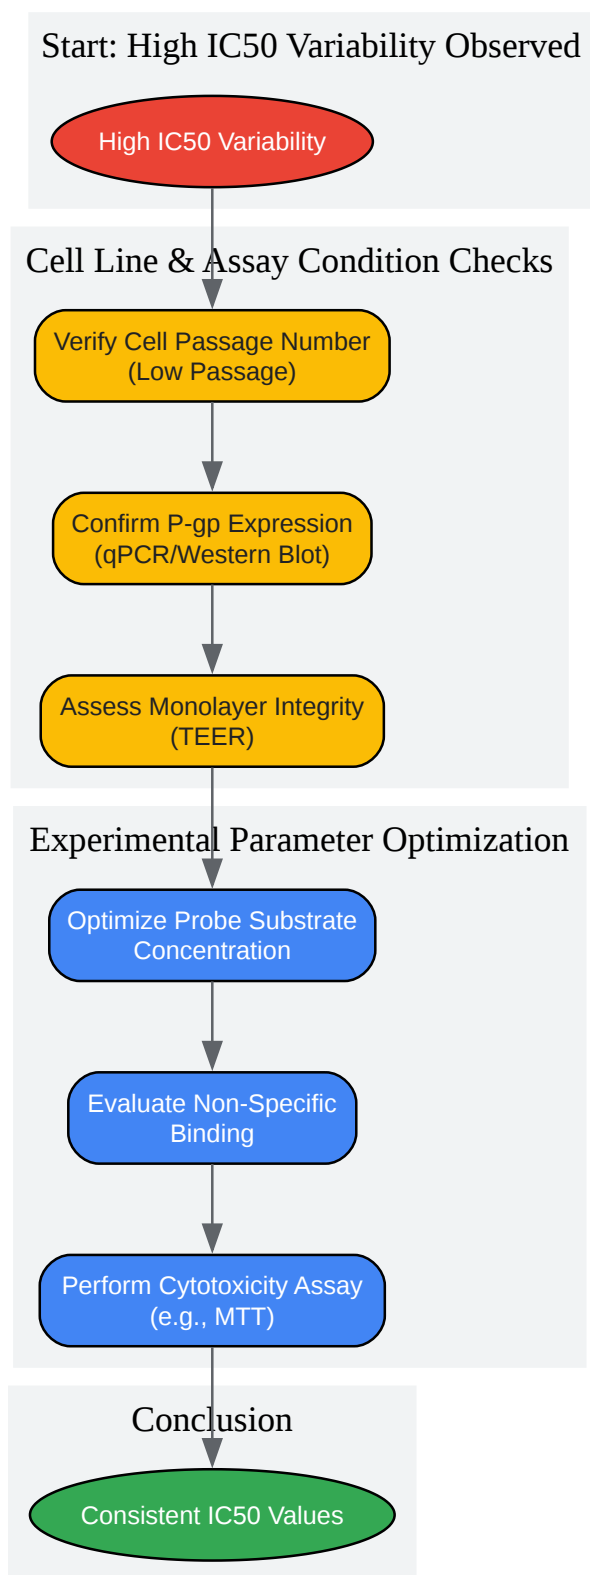 Start: High IC50 Variability Observed
High IC50 Variability
Cell Line & Assay Condition Checks
Verify Cell Passage Number
(Low Passage)
Confirm P-gp Expression
(qPCR/Western Blot)
Assess Monolayer Integrity
(TEER)
Experimental Parameter Optimization
Optimize Probe Substrate
Concentration
Evaluate Non-Specific
Binding
Perform Cytotoxicity Assay
(e.g., MTT)
Conclusion
Consistent IC50 Values